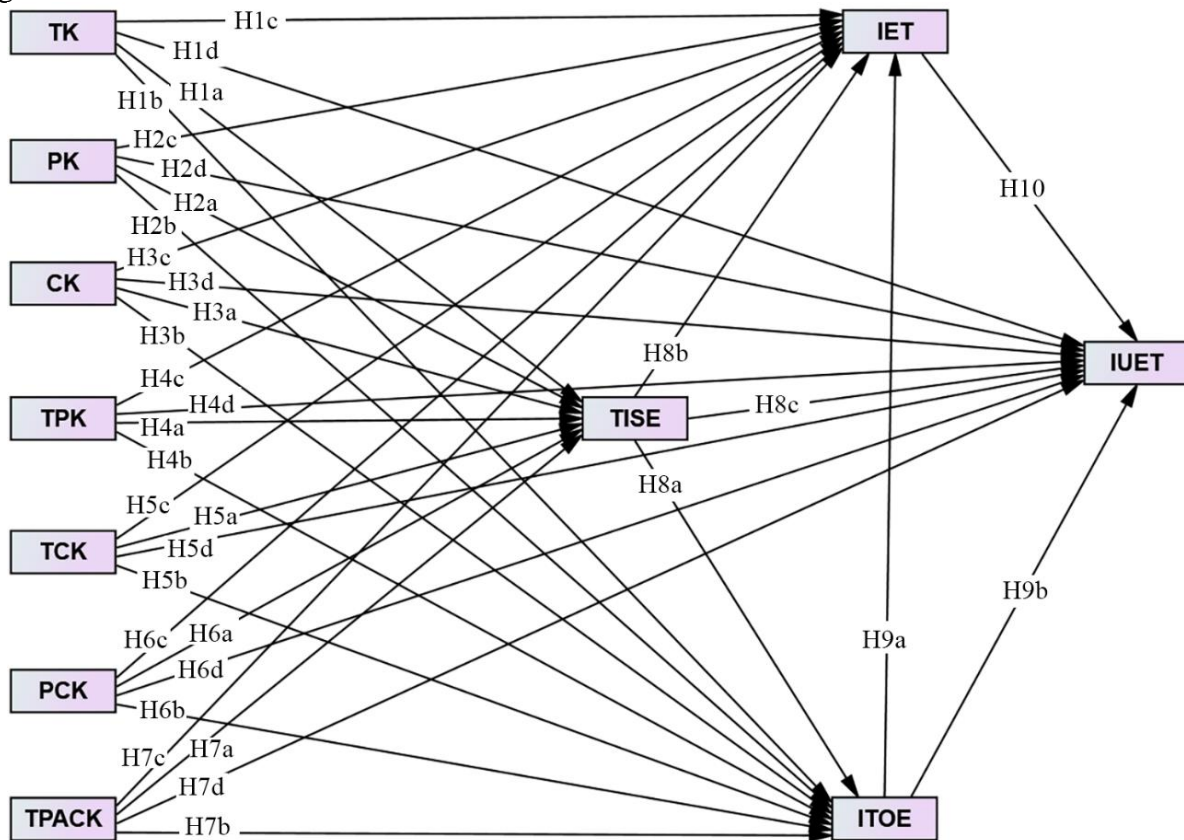 TK
H1c
IET
H1d
H1b
H1a
PK
H2c
H2d
H2a
H2b
H10
CK
H3c
H3d
H3a
H3b
H8b
IUET
TPK
H4c
H4d
H4a
H4b
TISE
H8c
H8a
TCK
H5c
H5a
H5d
H5b
H9b
PCK
H6c
H6a
H6d
H6b
H9a
TPACK
H7c
H7a
H7d
H7b
ITOE